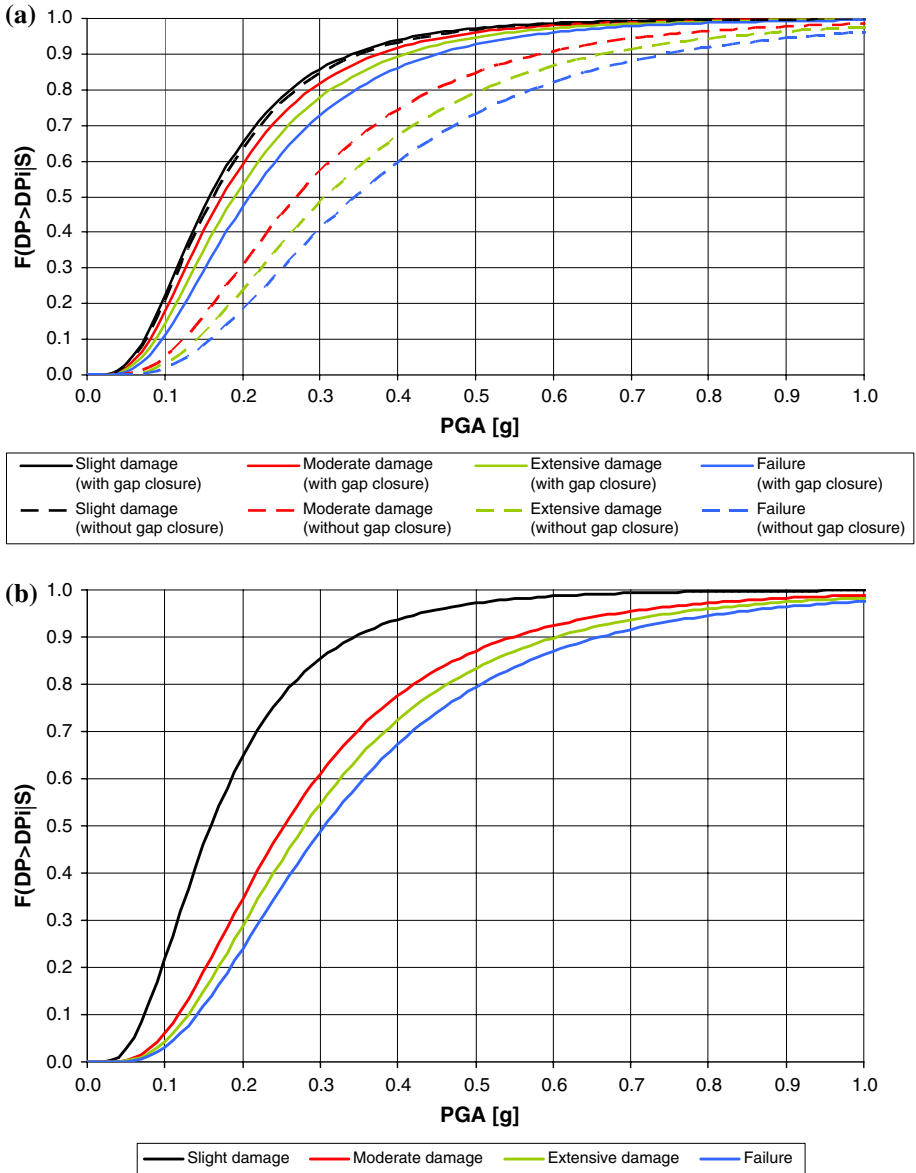 (a)
1.0
0.9
0.8
0.7
0.6
0.5
0.4
0.3
0.2
0.1
0.0
F(DP>DPi|S)
0.0 0.1 0.2 0.3 0.4 0.5 0.6 0.7 0.8 0.9 1.0
PGA [g]
Slight damage (with gap closure)
Moderate damage (with gap closure)
Extensive damage (with gap closure)
Failure (with gap closure)
Slight damage (without gap closure)
Moderate damage (without gap closure)
Extensive damage (without gap closure)
Failure (without gap closure)
(b)
1.0
0.9
0.8
0.7
0.6
0.5
0.4
0.3
0.2
0.1
0.0
F(DP>DPi|S)
0.0 0.1 0.2 0.3 0.4 0.5 0.6 0.7 0.8 0.9 1.0
PGA [g]
Slight damage Moderate damage Extensive damage Failure